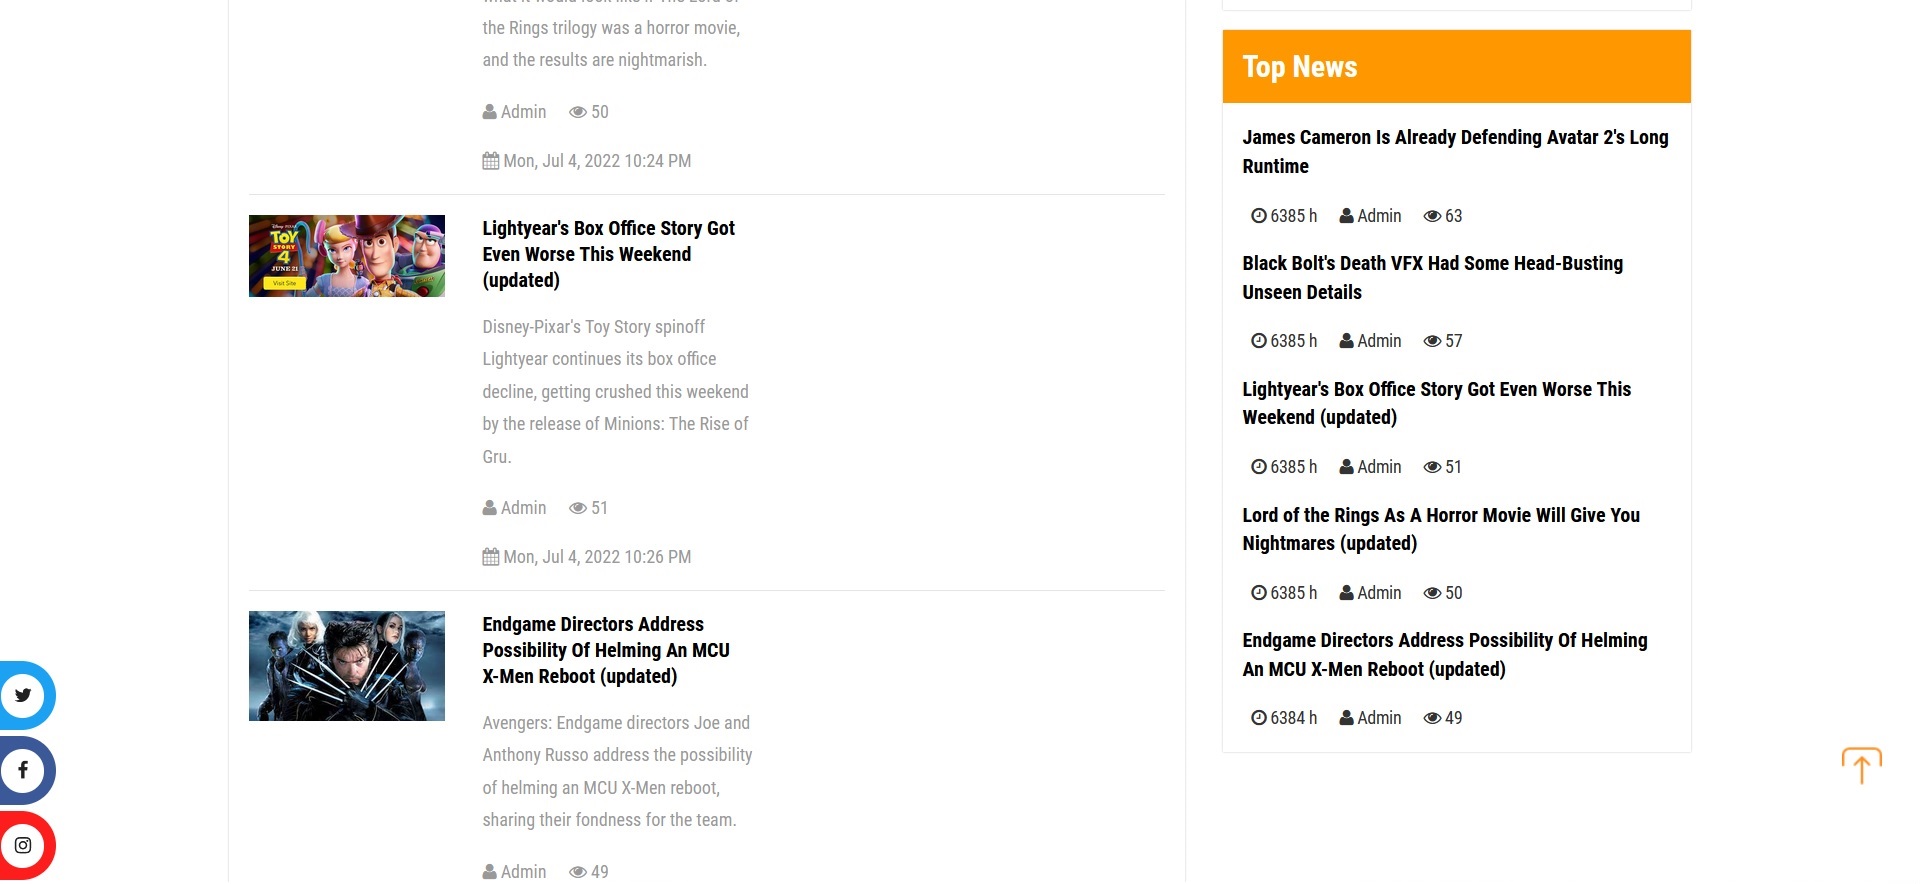 the Rings trilogy was a horror movie,
and the results are nightmarish.
Admin 50
Mon, Jul 4, 2022 10:24 PM
TOY
STORY
4
JUNE 21
Visit Site
Lightyear's Box Office Story Got
Even Worse This Weekend
(updated)
Disney-Pixar's Toy Story spinoff
Lightyear continues its box office
decline, getting crushed this weekend
by the release of Minions: The Rise of
Gru.
Admin 51
Mon, Jul 4, 2022 10:26 PM
Endgame Directors Address
Possibility Of Helming An MCU
X-Men Reboot (updated)
Avengers: Endgame directors Joe and
Anthony Russo address the possibility
of helming an MCU X-Men reboot,
sharing their fondness for the team.
Admin 49
Top News
James Cameron Is Already Defending Avatar 2's Long
Runtime
6385 h Admin 63
Black Bolt's Death VFX Had Some Head-Busting
Unseen Details
6385 h Admin 57
Lightyear's Box Office Story Got Even Worse This
Weekend (updated)
6385 h Admin 51
Lord of the Rings As A Horror Movie Will Give You
Nightmares (updated)
6385 h Admin 50
Endgame Directors Address Possibility Of Helming
An MCU X-Men Reboot (updated)
6384 h Admin 49